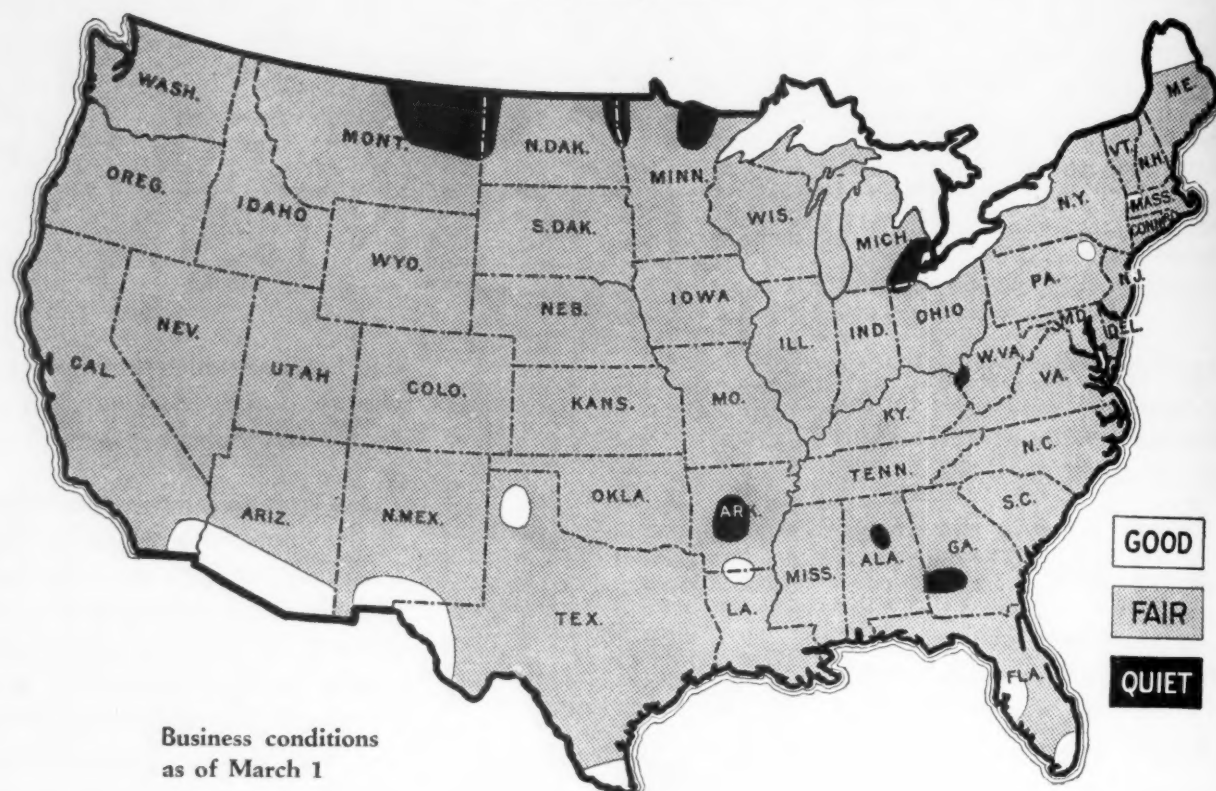 WASH.
MONT.
N.DAK.
MINN.
ME.
VT.
N.H.
OREG.
IDAHO
S.DAK.
WIS.
MICH.
N.Y.
MASS.
CONN.
WYO.
NEB.
IOWA
PA.
N.J.
NEV.
UTAH
COLO.
KANS.
MO.
ILL.
IND.
OHIO
MD.
DEL.
W.VA.
VA.
KY.
CAL.
ARIZ.
N.MEX.
OKLA.
ARK.
TENN.
N.C.
S.C.
TEX.
LA.
MISS.
ALA.
GA.
FLA.
GOOD
FAIR
QUIET
Business conditions
as of March 1